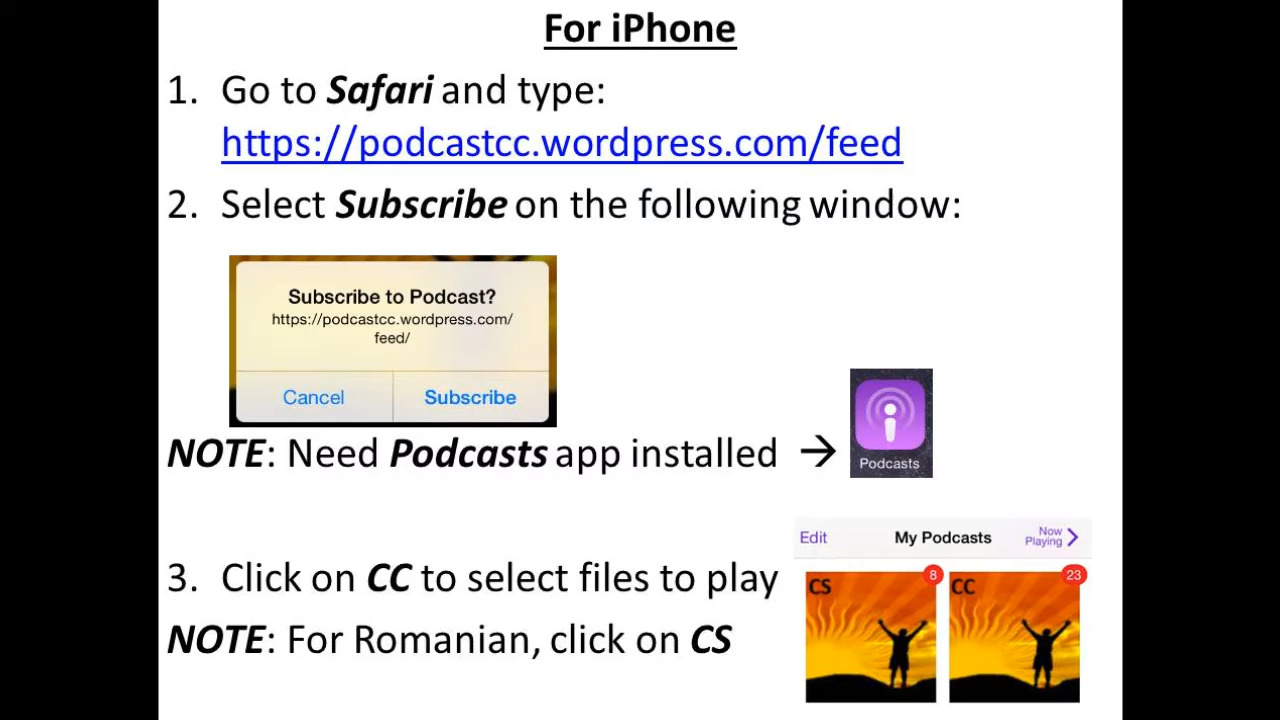 For iPhone
1. Go to Safari and type:
https://podcastcc.wordpress.com/feed
2. Select Subscribe on the following window:
Subscribe to Podcast?
https://podcastcc.wordpress.com/
feed/
Cancel Subscribe
NOTE: Need Podcasts app installed →
Podcasts
Edit My Podcasts Now
Playing
CS 8 CC 23
3. Click on CC to select files to play
NOTE: For Romanian, click on CS